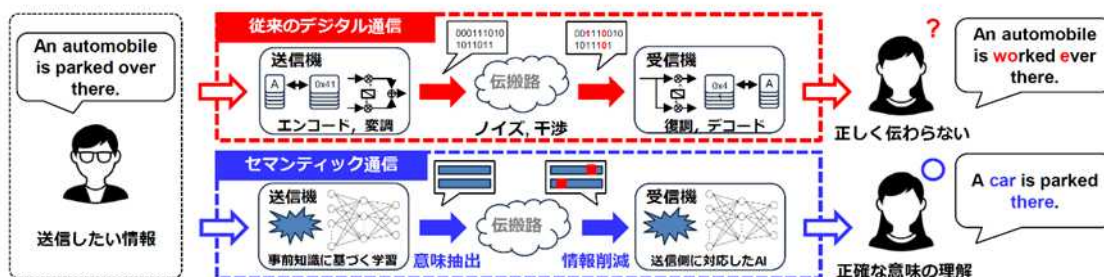 An automobile
is parked over
there.
送信したい情報
従来のデジタル通信
送信機
A
0x41
エンコード, 変調
000111010
1011011
伝搬路
ノイズ, 干渉
001110010
1011101
受信機
0x4
1
A
復調, デコード
?
An automobile
is worked ever
there.
正しく伝わらない
セマンティック通信
送信機
事前知識に基づく学習
意味抽出
伝搬路
情報削減
受信機
送信側に対応したAI
A car is parked
there.
正確な意味の理解